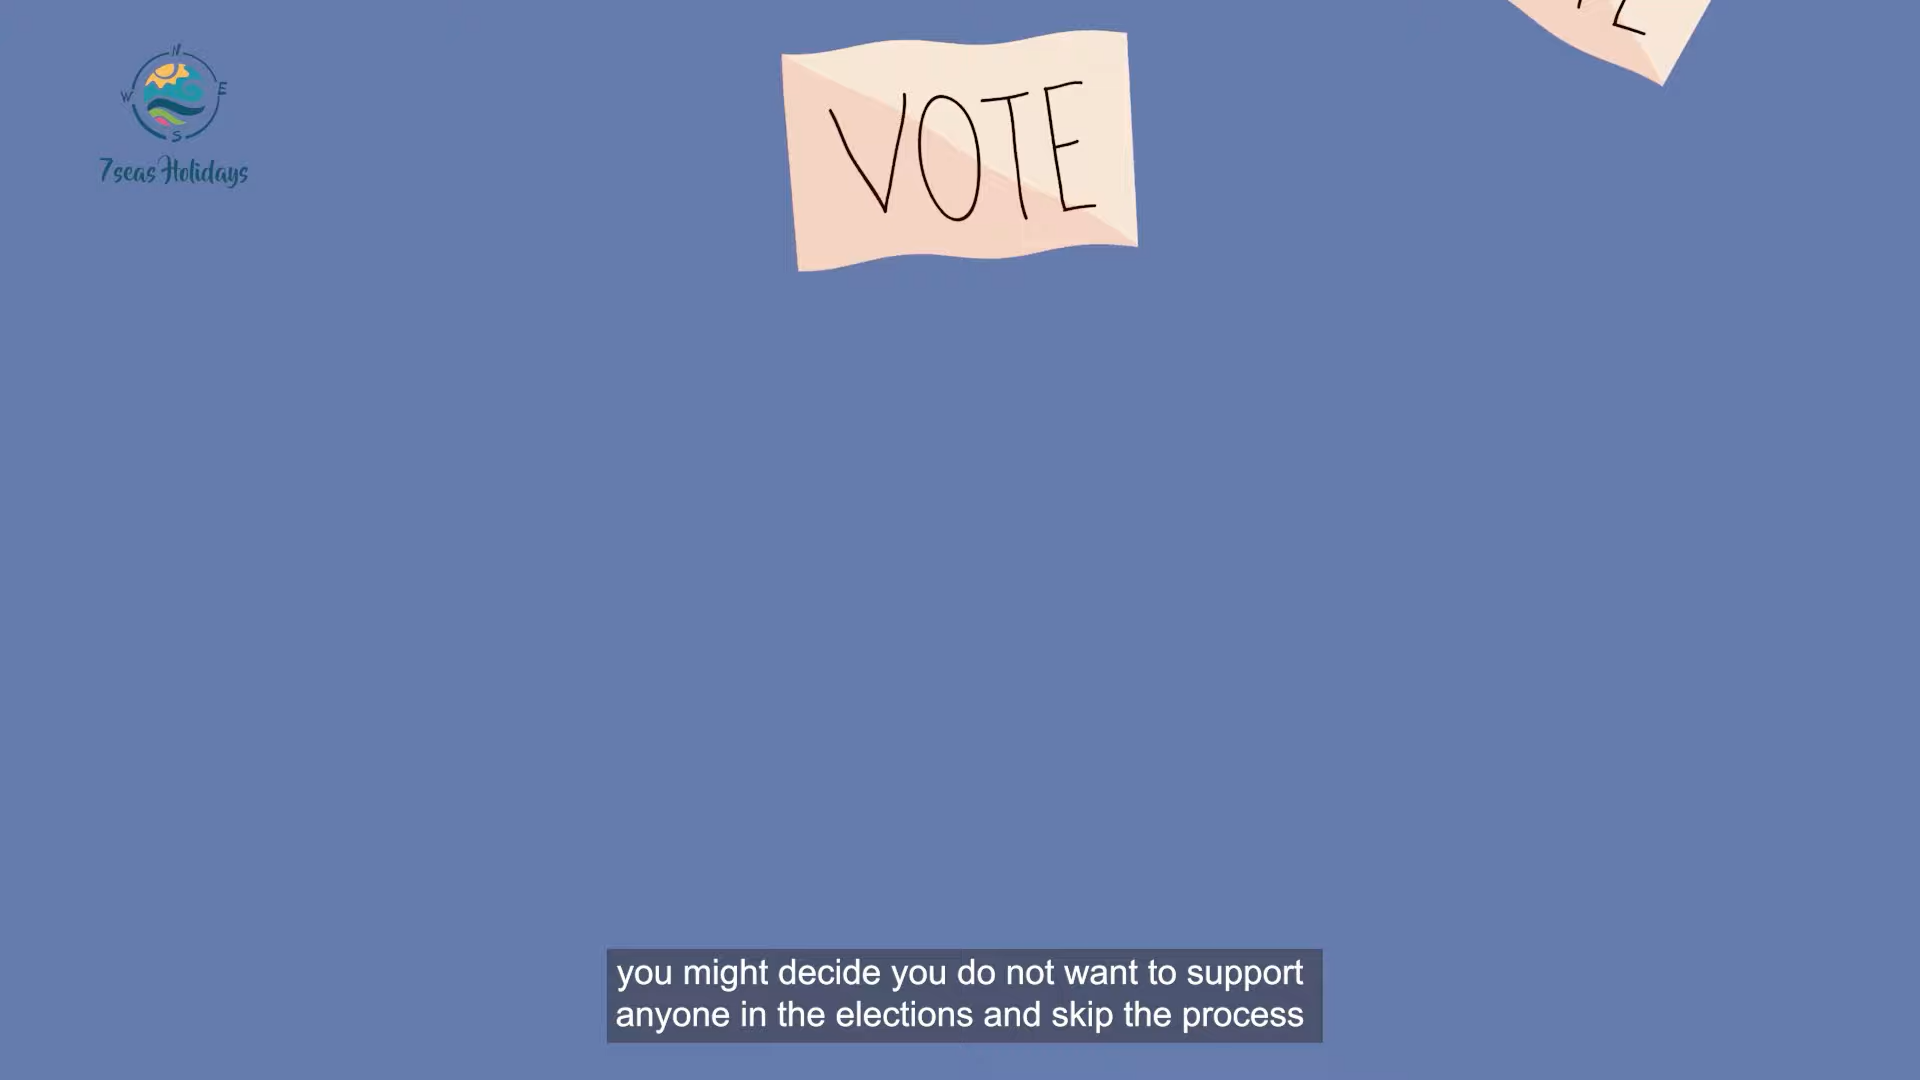 N
W E
S
7seas Holidays
VOTE
you might decide you do not want to support
anyone in the elections and skip the process